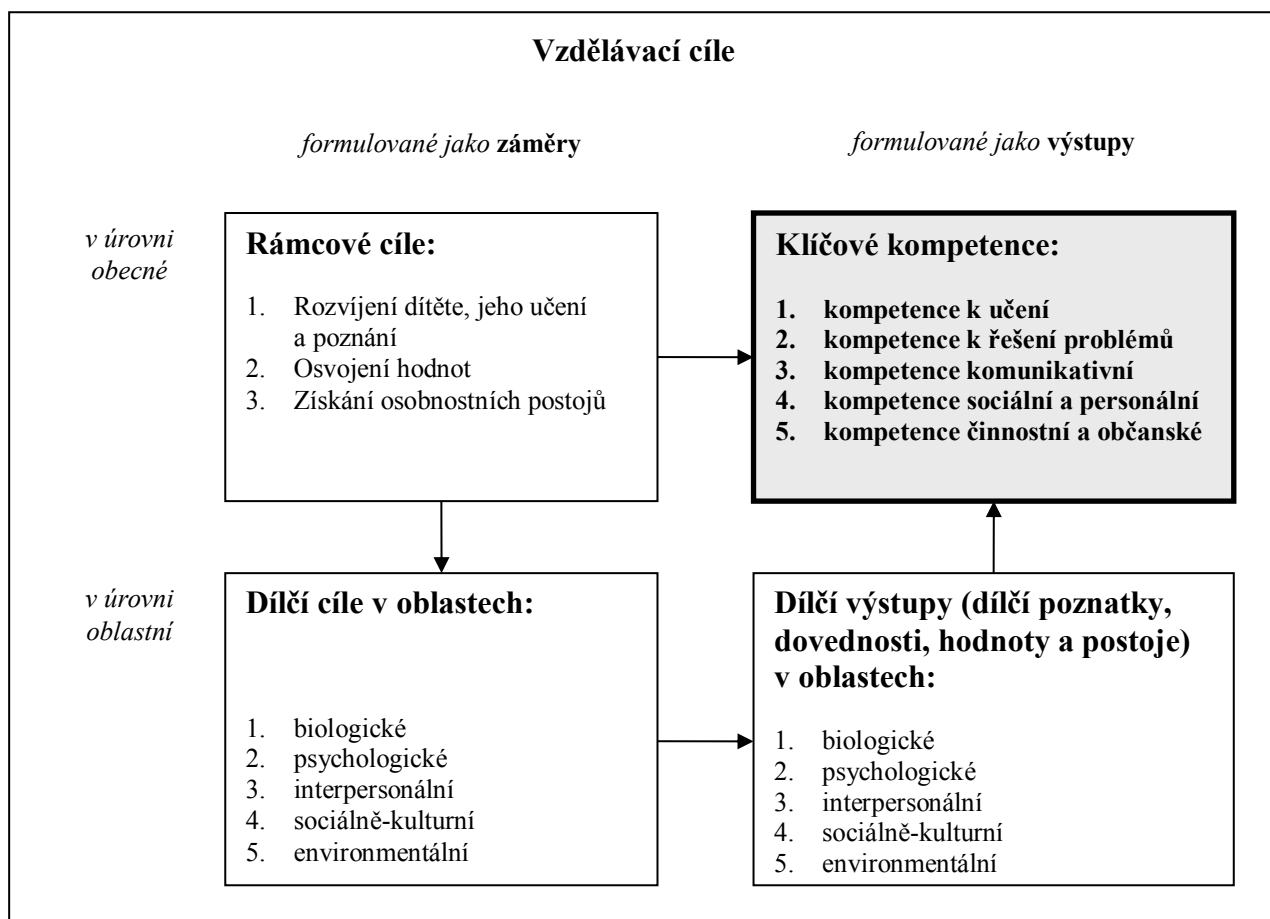 Vzdělávací cíle
formulované jako záměry
formulované jako výstupy
v úrovni
obecné
Rámcové cíle:
1. Rozvíjení dítěte, jeho učení
a poznání
2. Osvojení hodnot
3. Získání osobnostních postojů
Klíčové kompetence:
1. kompetence k učení
2. kompetence k řešení problémů
3. kompetence komunikativní
4. kompetence sociální a personální
5. kompetence činnostní a občanské
v úrovni
oblastní
Dílčí cíle v oblastech:
1. biologické
2. psychologické
3. interpersonální
4. sociálně-kulturní
5. environmentální
Dílčí výstupy (dílčí poznatky,
dovednosti, hodnoty a postoje)
v oblastech:
1. biologické
2. psychologické
3. interpersonální
4. sociálně-kulturní
5. environmentální